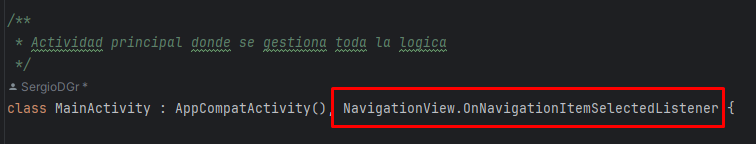 /**
* Actividad principal donde se gestiona toda la logica
*/
SergioDGr *
class MainActivity : AppCompatActivity(), NavigationView.OnNavigationItemSelectedListener {